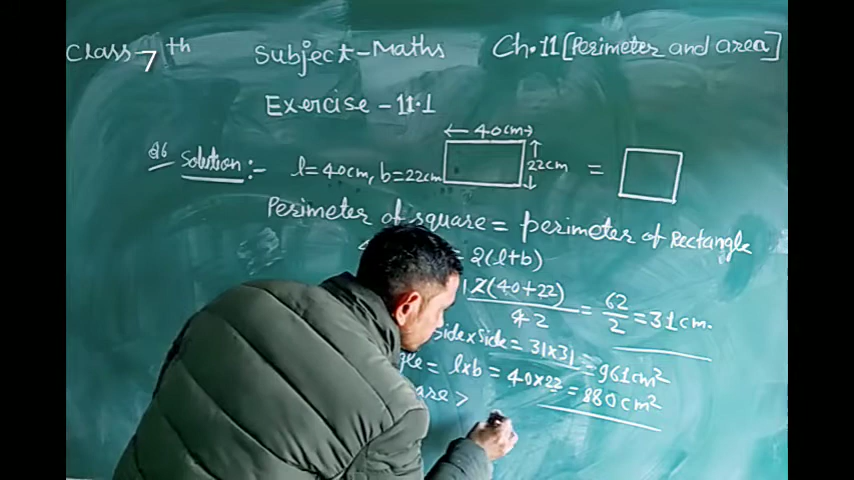 Class-7th Subject-Maths Ch.11[Perimeter and area]
Exercise-11.1
Q6 Solution:- l=40cm, b=22cm
40cm
22cm =
Perimeter of square = perimeter of Rectangle
= 2(l+b)
2(40+22)
4 2 = 62/2 = 31cm.
Side×Side = 31×31 = 961cm²
= l×b = 40×22 = 880cm²
>